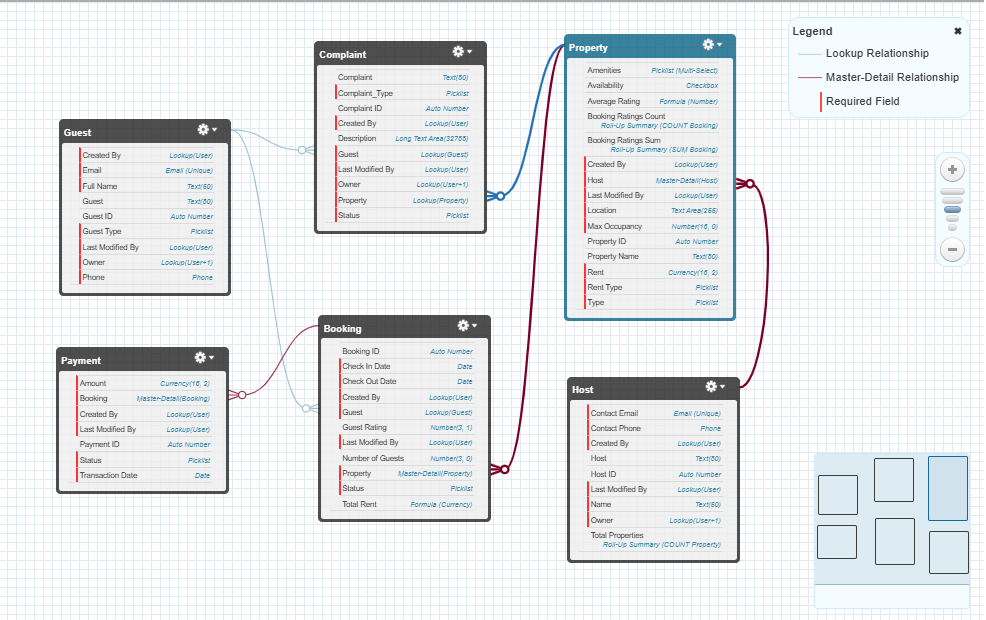 Legend
Lookup Relationship
Master-Detail Relationship
Required Field
Guest
Created By Lookup(User)
Email Email (Unique)
Full Name Text(50)
Guest Text(80)
Guest ID Auto Number
Guest Type Picklist
Last Modified By Lookup(User)
Owner Lookup(User+1)
Phone Phone
Complaint
Complaint Text(80)
Complaint_Type Picklist
Complaint ID Auto Number
Created By Lookup(User)
Description Long Text Area(32768)
Guest Lookup(Guest)
Last Modified By Lookup(User)
Owner Lookup(User+1)
Property Lookup(Property)
Status Picklist
Property
Amenities Picklist (Multi-Select)
Availability Checkbox
Average Rating Formula (Number)
Booking Ratings Count
Roll-Up Summary (COUNT Booking)
Booking Ratings Sum
Roll-Up Summary (SUM Booking)
Created By Lookup(User)
Host Master-Detail(Host)
Last Modified By Lookup(User)
Location Text Area(255)
Max Occupancy Number(18, 0)
Property ID Auto Number
Property Name Text(80)
Rent Currency(16, 2)
Rent Type Picklist
Type Picklist
Payment
Amount Currency(16, 2)
Booking Master-Detail(Booking)
Created By Lookup(User)
Last Modified By Lookup(User)
Payment ID Auto Number
Status Picklist
Transaction Date Date
Booking
Booking ID Auto Number
Check In Date Date
Check Out Date Date
Created By Lookup(User)
Guest Lookup(Guest)
Guest Rating Number(3, 1)
Last Modified By Lookup(User)
Number of Guests Number(3, 0)
Property Master-Detail(Property)
Status Picklist
Total Rent Formula (Currency)
Host
Contact Email Email (Unique)
Contact Phone Phone
Created By Lookup(User)
Host Text(80)
Host ID Auto Number
Last Modified By Lookup(User)
Name Text(50)
Owner Lookup(User+1)
Total Properties
Roll-Up Summary (COUNT Property)